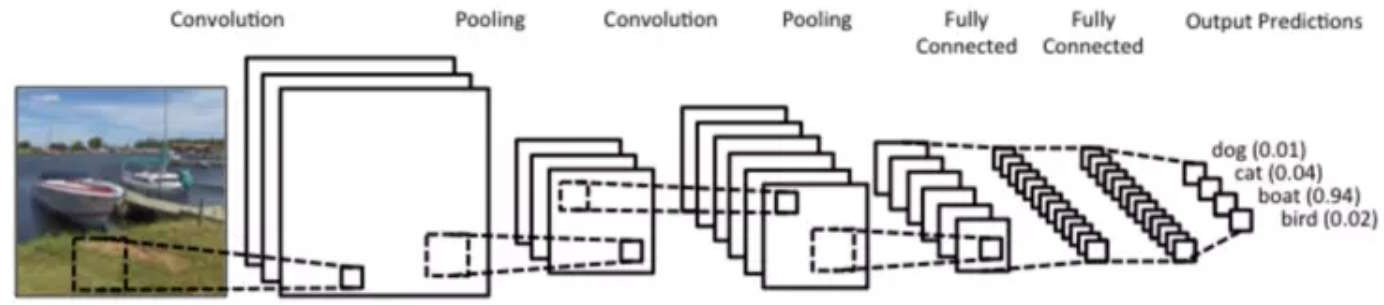 Convolution
Pooling
Convolution
Pooling
Fully
Connected
Fully
Connected
Output Predictions
dog (0.01)
cat (0.04)
boat (0.94)
bird (0.02)